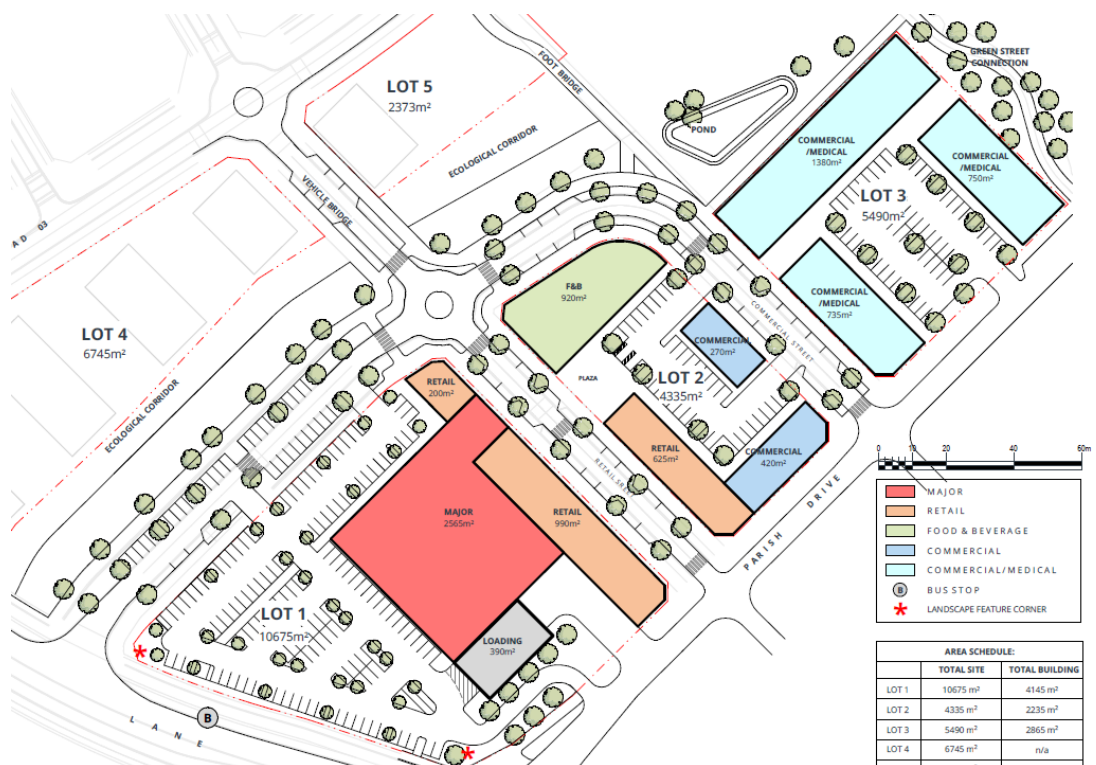 LOT 5
2373m²
FOOT BRIDGE
GREEN STREET
CONNECTION
POND
ECOLOGICAL CORRIDOR
VEHICLE BRIDGE
COMMERCIAL
/MEDICAL
1380m²
COMMERCIAL
/MEDICAL
750m²
LOT 3
5490m²
COMMERCIAL
/MEDICAL
735m²
AD 03
LOT 4
6745m²
ECOLOGICAL CORRIDOR
F&B
920m²
COMMERCIAL
270m²
COMMERCIAL STREET
PLAZA
LOT 2
4335m²
RETAIL
200m²
RETAIL
625m²
COMMERCIAL
420m²
RETAIL SREET
MAJOR
2565m²
RETAIL
990m²
PARISH DRIVE
LOT 1
10675m²
LOADING
390m²
B
LANE
0 10 20 40 60m
MAJOR
RETAIL
FOOD & BEVERAGE
COMMERCIAL
COMMERCIAL/MEDICAL
B BUS STOP
LANDSCAPE FEATURE CORNER
AREA SCHEDULE:
TOTAL SITE TOTAL BUILDING
LOT 1 10675 m² 4145 m²
LOT 2 4335 m² 2235 m²
LOT 3 5490 m² 2865 m²
LOT 4 6745 m² n/a